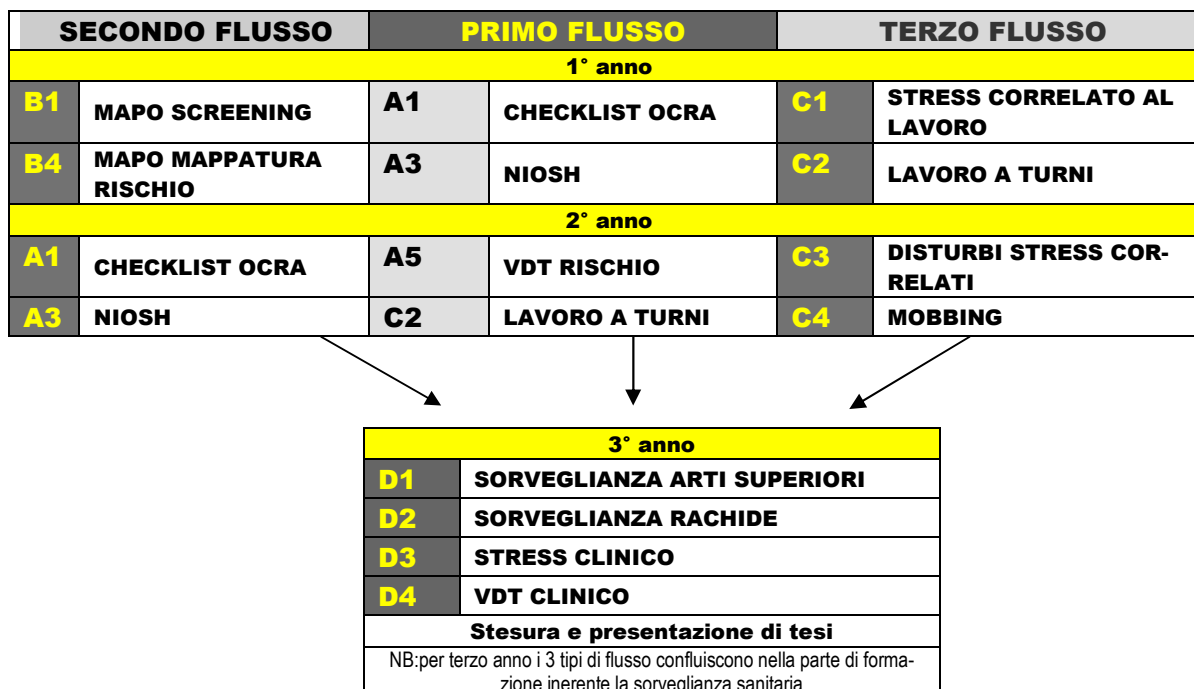 SECONDO FLUSSO PRIMO FLUSSO TERZO FLUSSO
1° anno
B1 MAPO SCREENING A1 CHECKLIST OCRA C1 STRESS CORRELATO AL
LAVORO
B4 MAPO MAPPATURA
RISCHIO A3 NIOSH C2 LAVORO A TURNI
2° anno
A1 CHECKLIST OCRA A5 VDT RISCHIO C3 DISTURBI STRESS COR-
RELATI
A3 NIOSH C2 LAVORO A TURNI C4 MOBBING
3° anno
D1 SORVEGLIANZA ARTI SUPERIORI
D2 SORVEGLIANZA RACHIDE
D3 STRESS CLINICO
D4 VDT CLINICO
Stesura e presentazione di tesi
NB:per terzo anno i 3 tipi di flusso confluiscono nella parte di forma-
zione inerente la sorveglianza sanitaria